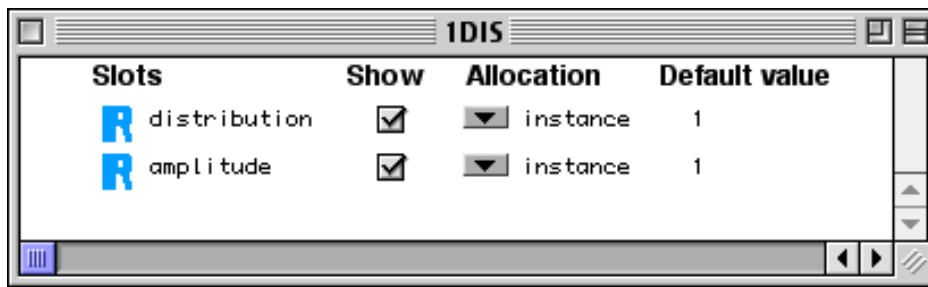 1DIS
Slots Show Allocation Default value
R distribution instance 1
R amplitude instance 1